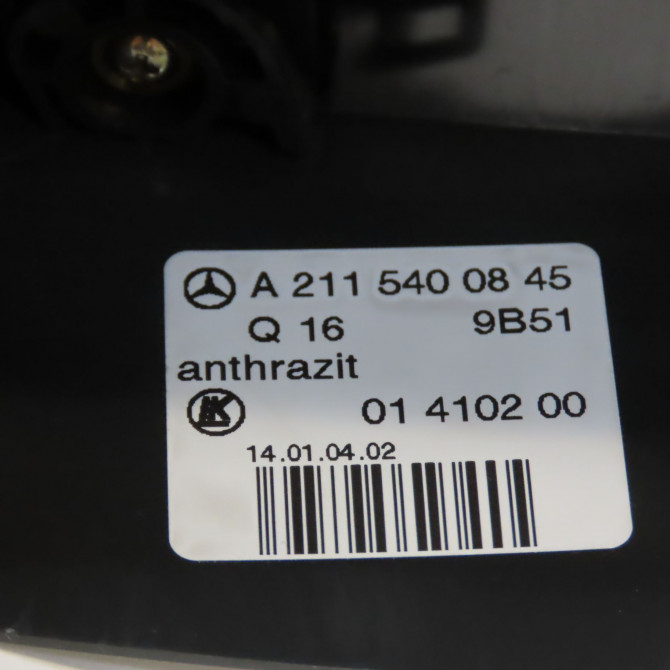 A 211 540 08 45
Q 16 9B51
anthrazit
01 4102 00
14.01.04.02